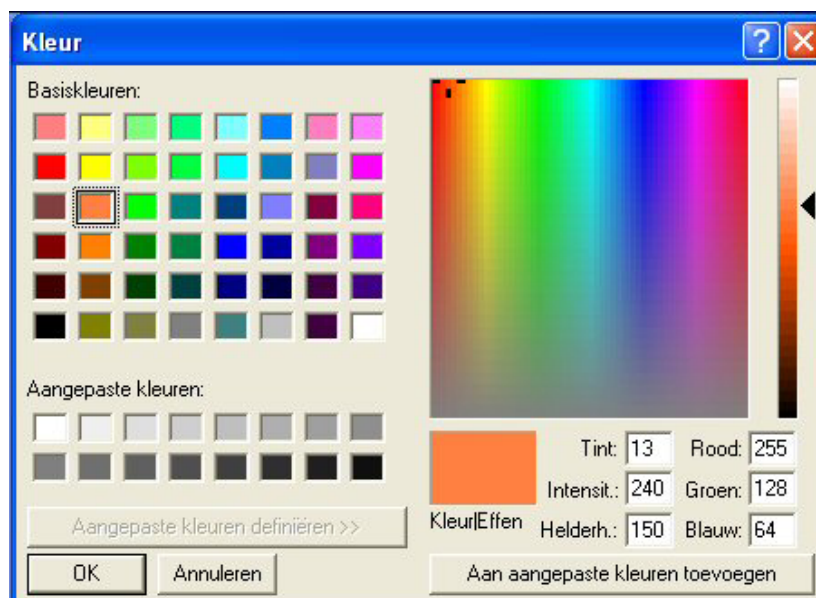 Kleur
Basiskleuren:
Aangepaste kleuren:
Aangepaste kleuren definiëren >>
OK
Annuleren
Kleur|Effen
Tint: 13
Rood: 255
Intensit.: 240
Groen: 128
Helderh.: 150
Blauw: 64
Aan aangepaste kleuren toevoegen